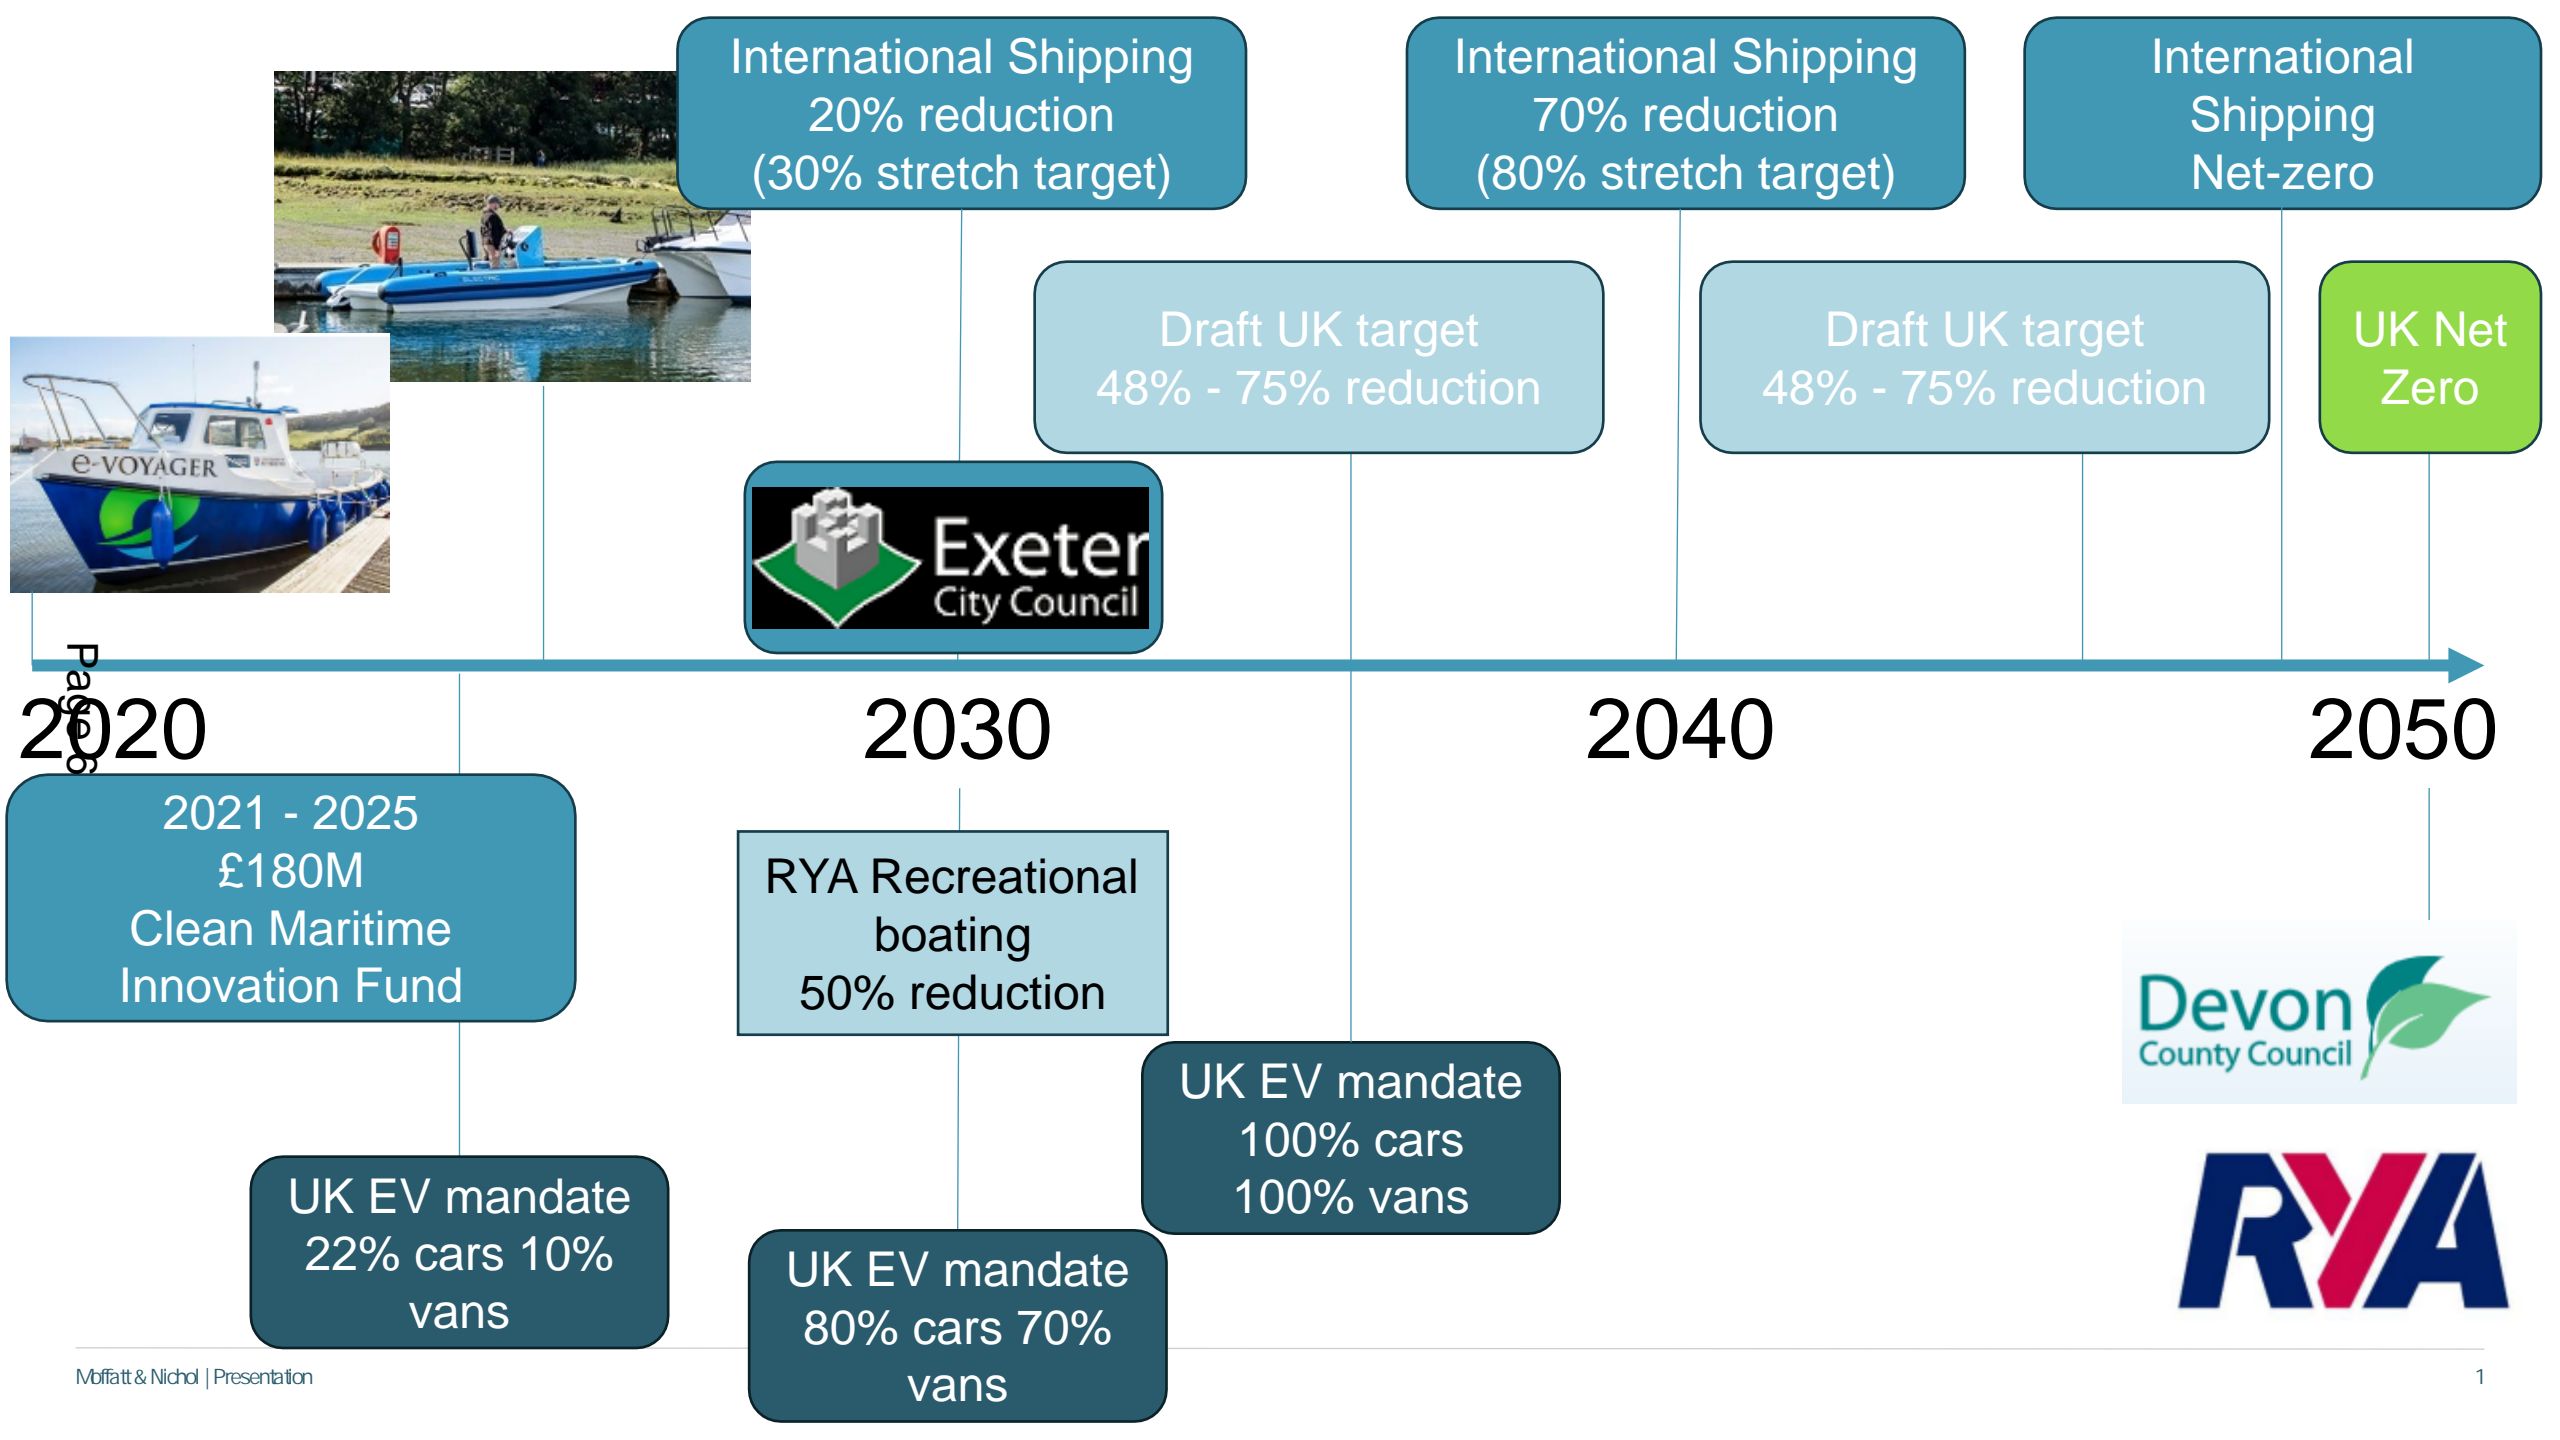 International Shipping
20% reduction
(30% stretch target)
International Shipping
70% reduction
(80% stretch target)
International
Shipping
Net-zero
ELECTRIC
Draft UK target
48% - 75% reduction
Draft UK target
48% - 75% reduction
UK Net
Zero
e-VOYAGER
Exeter
City Council
Page 6
2020
2030
2040
2050
2021 - 2025
£180M
Clean Maritime
Innovation Fund
RYA Recreational
boating
50% reduction
Devon
County Council
UK EV mandate
100% cars
100% vans
RYA
UK EV mandate
22% cars 10%
vans
UK EV mandate
80% cars 70%
vans
Moffatt & Nichol | Presentation
1